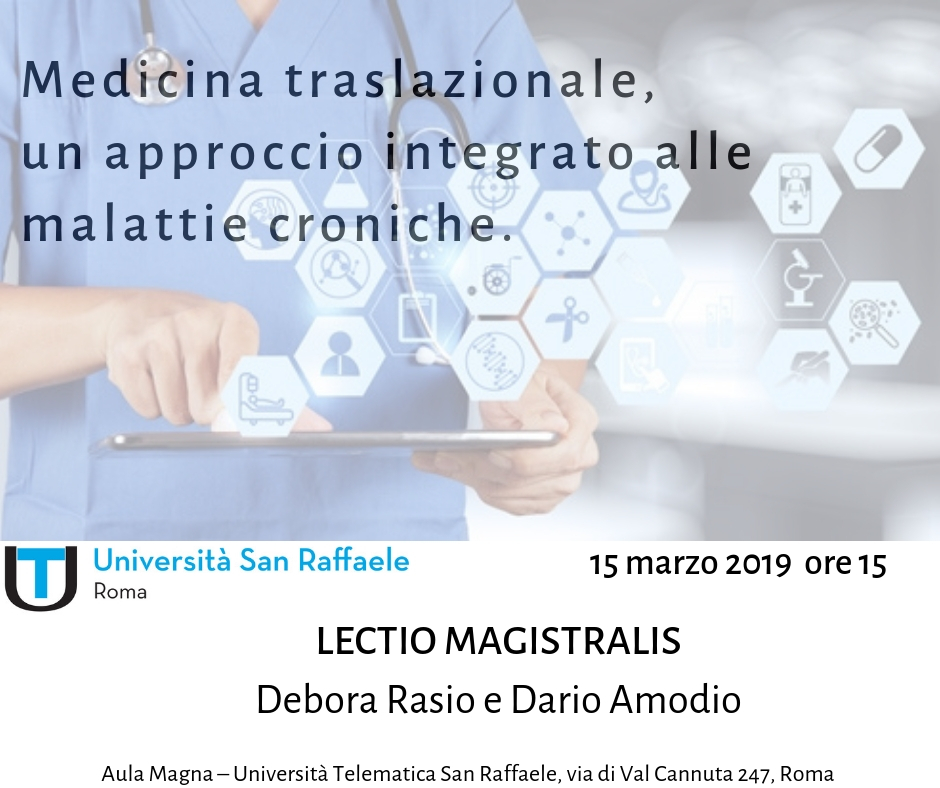 Medicina traslazionale,
un approccio integrato alle
malattie croniche.
Università San Raffaele
Roma
15 marzo 2019 ore 15
LECTIO MAGISTRALIS
Debora Rasio e Dario Amodio
Aula Magna – Università Telematica San Raffaele, via di Val Cannuta 247, Roma